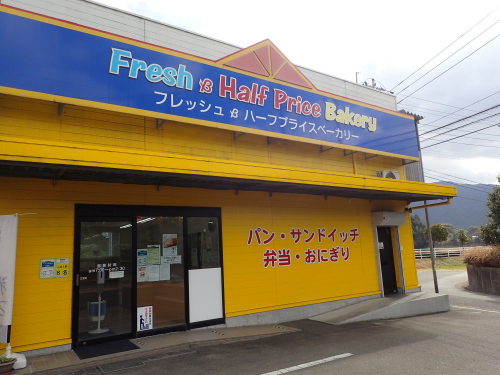 Fresh & Half Price Bakery
フレッシュ & ハーフプライスベーカリー
パン・サンドイッチ
弁当・おにぎり